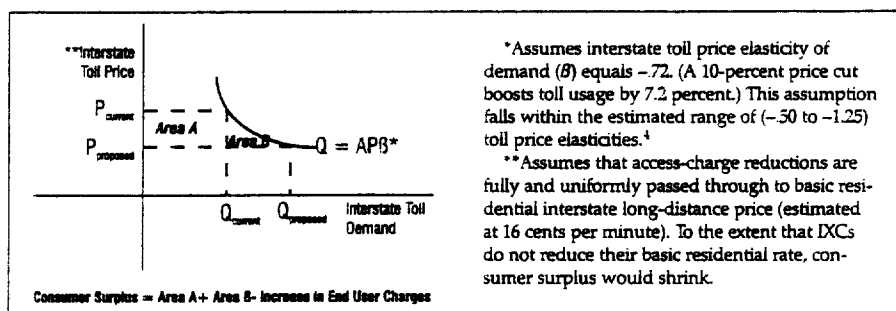 **Interstate
Toll Price
P current
Area A
P proposed
Area B
Q = APß*
Q current Q proposed
Interstate Toll
Demand
Consumer Surplus = Area A+ Area B- Increase in End User Charges
*Assumes interstate toll price elasticity of
demand (B) equals –.72. (A 10-percent price cut
boosts toll usage by 7.2 percent.) This assumption
falls within the estimated range of (–.50 to –1.25)
toll price elasticities.⁴
**Assumes that access-charge reductions are
fully and uniformly passed through to basic resi-
dential interstate long-distance price (estimated
at 16 cents per minute). To the extent that IXCs
do not reduce their basic residential rate, con-
sumer surplus would shrink.